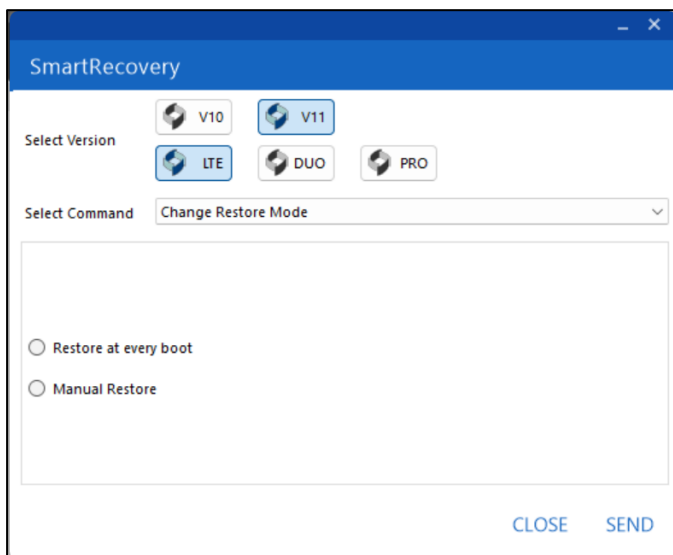 SmartRecovery
Select Version
V10
V11
LTE
DUO
PRO
Select Command
Change Restore Mode
Restore at every boot
Manual Restore
CLOSE
SEND